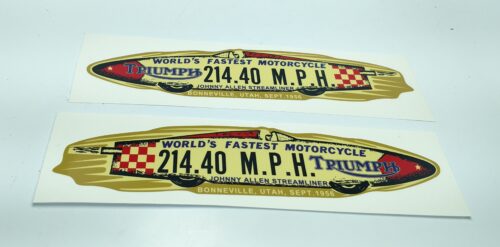 WORLD'S FASTEST MOTORCYCLE
TRIUMPH 214.40 M.P.H.
JOHNNY ALLEN STREAMLINER
BONNEVILLE, UTAH, SEPT. 1956
WORLD'S FASTEST MOTORCYCLE
214.40 M.P.H. TRIUMPH
JOHNNY ALLEN STREAMLINER
BONNEVILLE, UTAH, SEPT. 1956